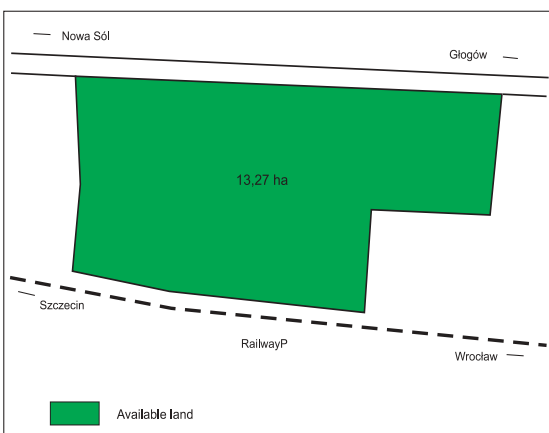 Nowa Sól
Głogów
13,27 ha
Szczecin
RailwayP
Wrocław
Available land